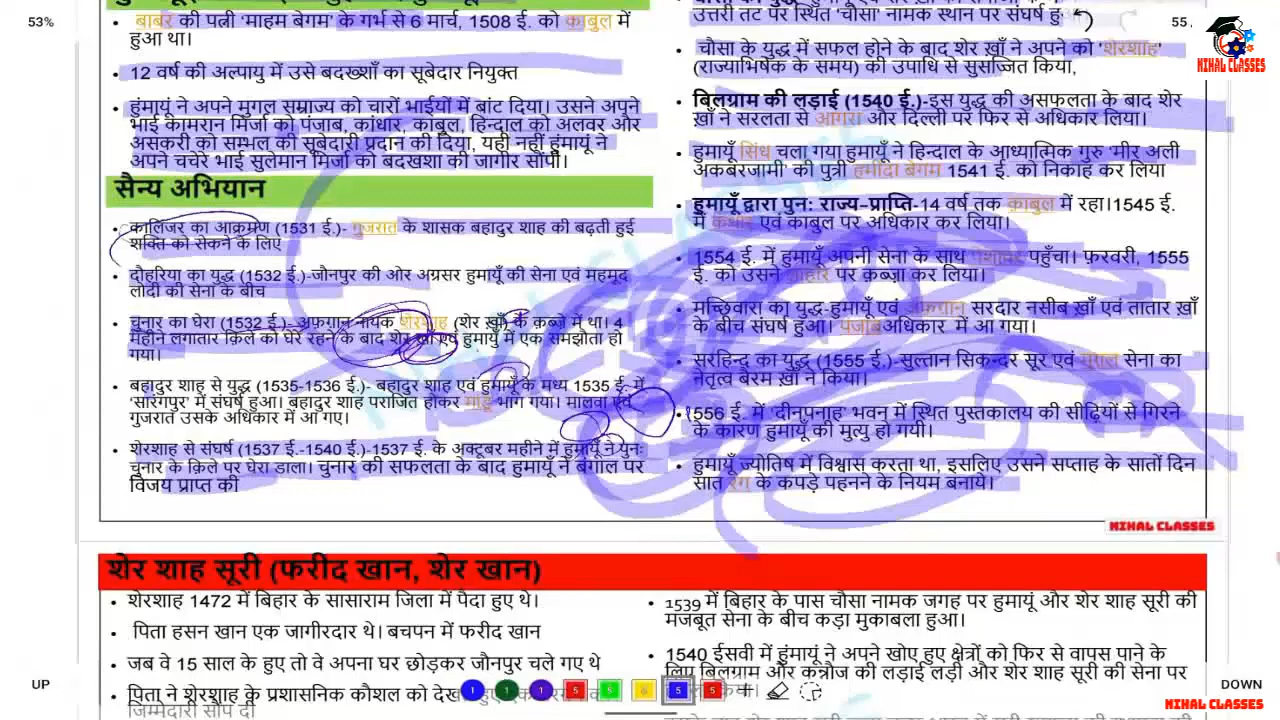 53%
बाबर की पत्नी 'माहम बेगम' के गर्भ से 6 मार्च, 1508 ई. को काबुल में
हुआ था।
12 वर्ष की अल्पायु में उसे बदख्शाँ का सूबेदार नियुक्त
हुंमायूं ने अपने मुगल सम्राज्य को चारों भाईयों में बांट दिया। उसने अपने
भाई कामरान मिर्जा को पंजाब, कांधार, काबुल, हिन्दाल को अलवर और
असकरी को सम्भल की सूबेदारी प्रदान की दिया, यही नहीं हुंमायूं ने
अपने चचेरे भाई सुलेमान मिर्जा को बदखशा की जागीर सौंपी।
सैन्य अभियान
कालिंजर का आक्रमण (1531 ई.)- गुजरात के शासक बहादुर शाह की बढ़ती हुई
शक्ति को रोकने के लिए
दौहरिया का युद्ध (1532 ई.)-जौनपुर की ओर अग्रसर हुमायूँ की सेना एवं महमूद
लोदी की सेना के बीच
चुनार का घेरा (1532 ई.)- अफ़ग़ान नायक शेरशाह (शेर ख़ाँ) के क़ब्ज़े में था। 4
महीने लगातार क़िले को घेरे रहने के बाद शेर ख़ाँ एवं हुमायूँ में एक समझौता हो
गया।
बहादुर शाह से युद्ध (1535-1536 ई.)- बहादुर शाह एवं हुमायूँ के मध्य 1535 ई. में
'सारंगपुर' में संघर्ष हुआ। बहादुर शाह पराजित होकर मांडू भाग गया। मालवा एवं
गुजरात उसके अधिकार में आ गए।
शेरशाह से संघर्ष (1537 ई.-1540 ई.)-1537 ई. के अक्टूबर महीने में हुमायूँ ने पुनः
चुनार के क़िले पर घेरा डाला। चुनार की सफलता के बाद हुमायूँ ने बंगाल पर
विजय प्राप्त की
उत्तरी तट पर स्थित 'चौसा' नामक स्थान पर संघर्ष
55
चौसा के युद्ध में सफल होने के बाद शेर ख़ाँ ने अपने को 'शेरशाह'
(राज्याभिषेक के समय) की उपाधि से सुसज्जित किया,
बिलग्राम की लड़ाई (1540 ई.)-इस युद्ध की असफलता के बाद शेर
ख़ाँ ने सरलता से आगरा और दिल्ली पर फिर से अधिकार लिया।
हुमायूँ सिंध चला गया हुमायूँ ने हिन्दाल के आध्यात्मिक गुरु 'मीर अली
अकबरजामी' की पुत्री हमीदा बेगम 1541 ई. को निकाह कर लिया
हुमायूँ द्वारा पुन: राज्य-प्राप्ति-14 वर्ष तक क़ाबुल में रहा।1545 ई.
में कंधार एवं काबुल पर अधिकार कर लिया।
1554 ई. में हुमायूँ अपनी सेना के साथ पेशावर पहुँचा। फ़रवरी, 1555
ई. को उसने लाहौर पर क़ब्ज़ा कर लिया।
मच्छिवारा का युद्ध-हुमायूँ एवं अफ़ग़ान सरदार नसीब ख़ाँ एवं तातार ख़ाँ
के बीच संघर्ष हुआ। पंजाबअधिकार में आ गया।
सरहिन्द का युद्ध (1555 ई.)-सुल्तान सिकन्दर सूर एवं मुग़ल सेना का
नेतृत्व बैरम ख़ाँ ने किया।
1556 ई. में 'दीनपनाह' भवन में स्थित पुस्तकालय की सीढ़ियों से गिरने
के कारण हुमायूँ की मुत्यु हो गयी।
हुमायूँ ज्योतिष में विश्वास करता था, इसलिए उसने सप्ताह के सातों दिन
सात रंग के कपड़े पहनने के नियम बनाये।
NIHAL CLASSES
NIHAL CLASSES
शेर शाह सूरी (फरीद खान, शेर खान)
शेरशाह 1472 में बिहार के सासाराम जिला में पैदा हुए थे।
पिता हसन खान एक जागीरदार थे। बचपन में फरीद खान
जब वे 15 साल के हुए तो वे अपना घर छोड़कर जौनपुर चले गए थे
पिता ने शेरशाह के प्रशासनिक कौशल को
जिम्मेदारी सौंप दी
1539 में बिहार के पास चौसा नामक जगह पर हुमायूं और शेर शाह सूरी की
मजबूत सेना के बीच कड़ा मुकाबला हुआ।
1540 ईसवी में हुंमायूं ने अपने खोए हुए क्षेत्रों को फिर से वापस पाने के
लिए बिलग्राम और कन्नौज की लड़ाई लड़ी और शेर शाह सूरी की सेना पर
UP
1 1 1 5 5 6 5 5
DOWN
NIHAL CLASSES